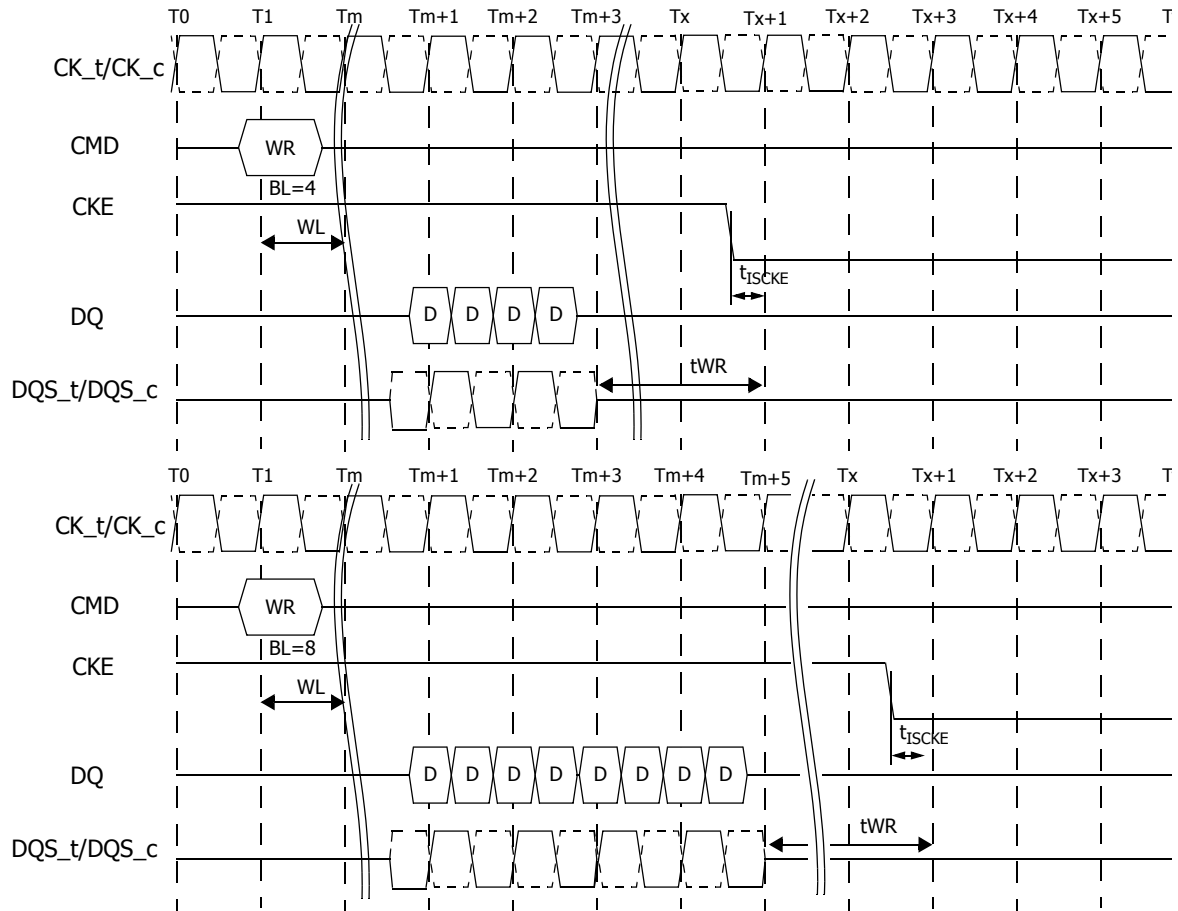 T0 T1 Tm Tm+1 Tm+2 Tm+3 Tx Tx+1 Tx+2 Tx+3 Tx+4 Tx+5 T
CK_t/CK_c
CMD WR
BL=4
CKE
WL
tISCKE
DQ D D D D
tWR
DQS_t/DQS_c
T0 T1 Tm Tm+1 Tm+2 Tm+3 Tm+4 Tm+5 Tx Tx+1 Tx+2 Tx+3 T
CK_t/CK_c
CMD WR
BL=8
CKE
WL
tISCKE
DQ D D D D D D D D
tWR
DQS_t/DQS_c